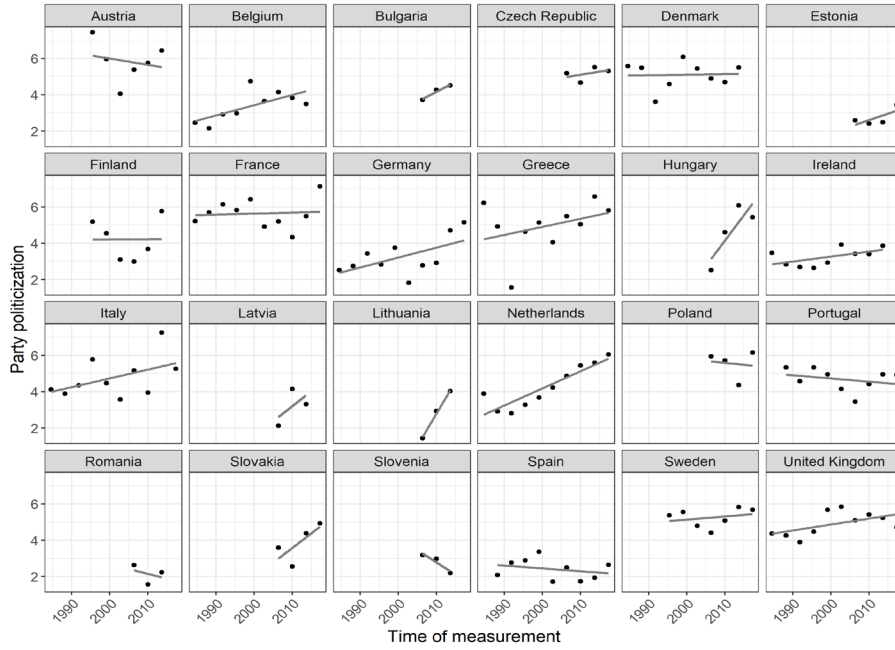 Austria Belgium Bulgaria Czech Republic Denmark Estonia
6
4
2
Finland France Germany Greece Hungary Ireland
6
4
2
Party politicization
Italy Latvia Lithuania Netherlands Poland Portugal
6
4
2
Romania Slovakia Slovenia Spain Sweden United Kingdom
6
4
2
1990 2000 2010 1990 2000 2010 1990 2000 2010 1990 2000 2010 1990 2000 2010 1990 2000 2010
Time of measurement